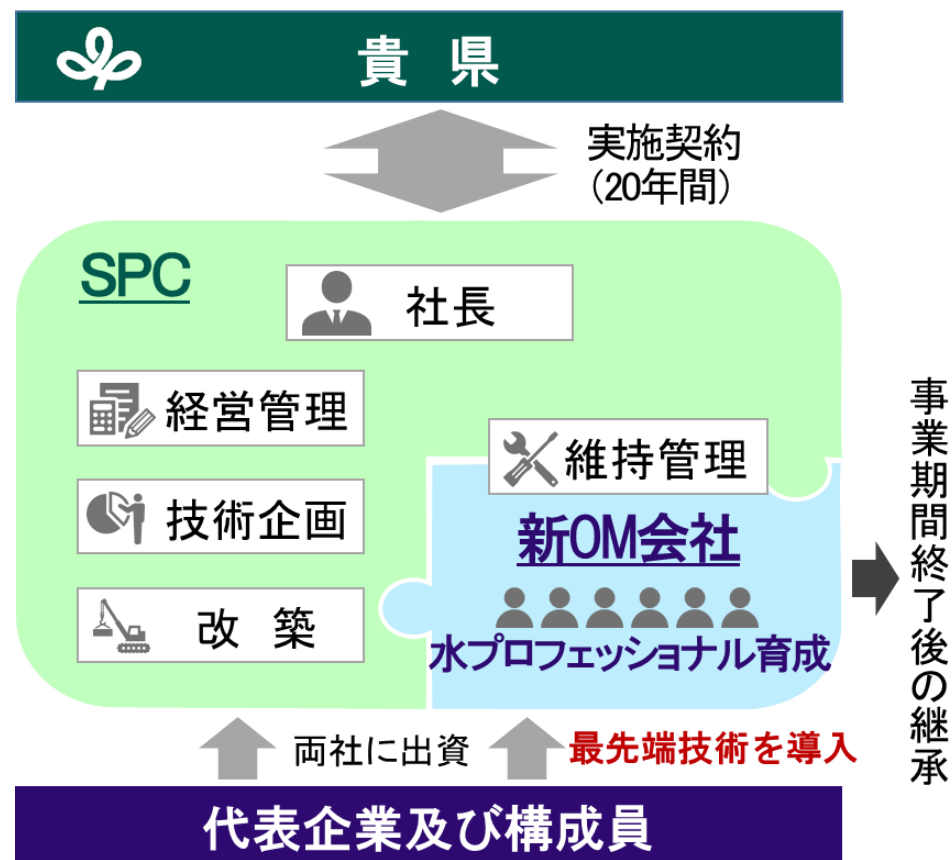 貴 県
実施契約
(20年間)
SPC
社長
経営管理
技術企画
改 築
維持管理
新OM会社
水プロフェッショナル育成
事業期間終了後の継承
両社に出資
最先端技術を導入
代表企業及び構成員